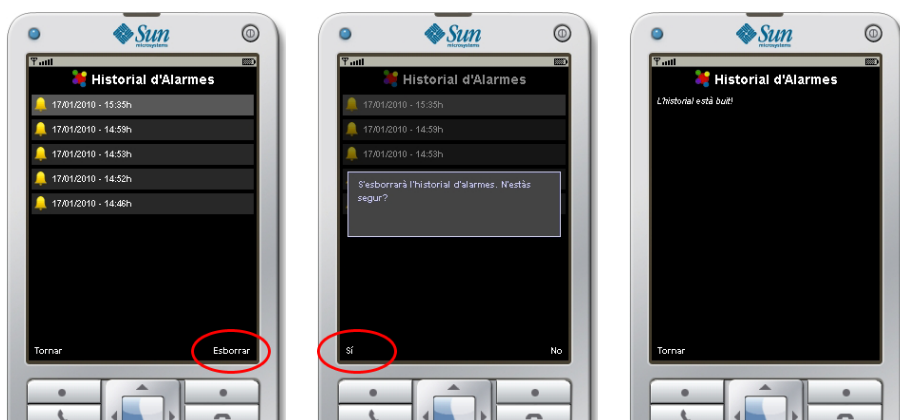 Sun
microsystems
Historial d'Alarmes
17/01/2010 - 15:35h
17/01/2010 - 14:59h
17/01/2010 - 14:53h
17/01/2010 - 14:52h
17/01/2010 - 14:46h
Tornar
Esborrar
Sun
microsystems
Historial d'Alarmes
17/01/2010 - 15:35h
17/01/2010 - 14:59h
17/01/2010 - 14:53h
S'esborrarà l'historial d'alarmes. N'estàs
segur?
Sí
No
Sun
microsystems
Historial d'Alarmes
L'historial està buit!
Tornar